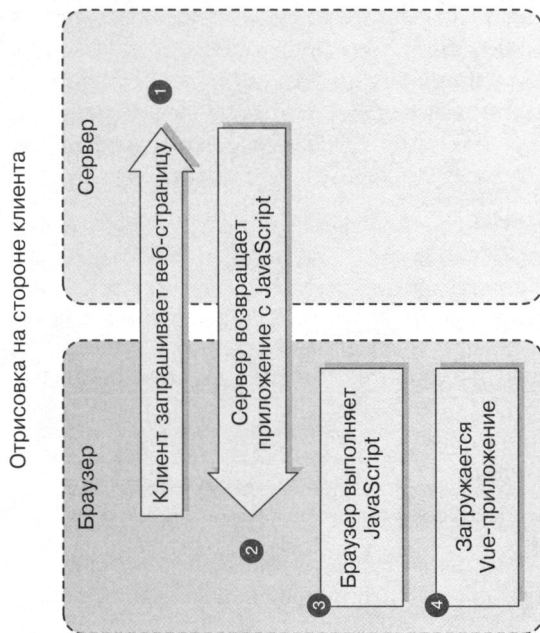 Отрисовка на стороне клиента
Браузер
Сервер
Клиент запрашивает веб-страницу
1
Сервер возвращает
приложение с JavaScript
2
3
Браузер выполняет
JavaScript
4
Загружается
Vue-приложение